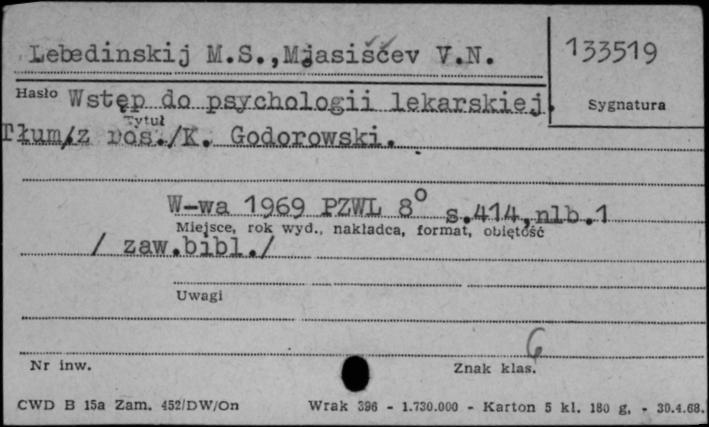 Lebedinskij M.S.,Mjasiščev V.N.
133519
Hasło Wstęp do psychologii lekarskiej.
Sygnatura
Tytuł
Tłum/z ros./K. Godorowski.
W-wa 1969 PZWL 8° s.414,nlb.1
Miejsce, rok wyd., nakładca, format, objętość
/ zaw.bibl./
Uwagi
6
Nr inw.
Znak klas.
CWD B 15a Zam. 452/DW/On Wrak 396 - 1.730.000 - Karton 5 kl. 180 g, - 30.4.68.